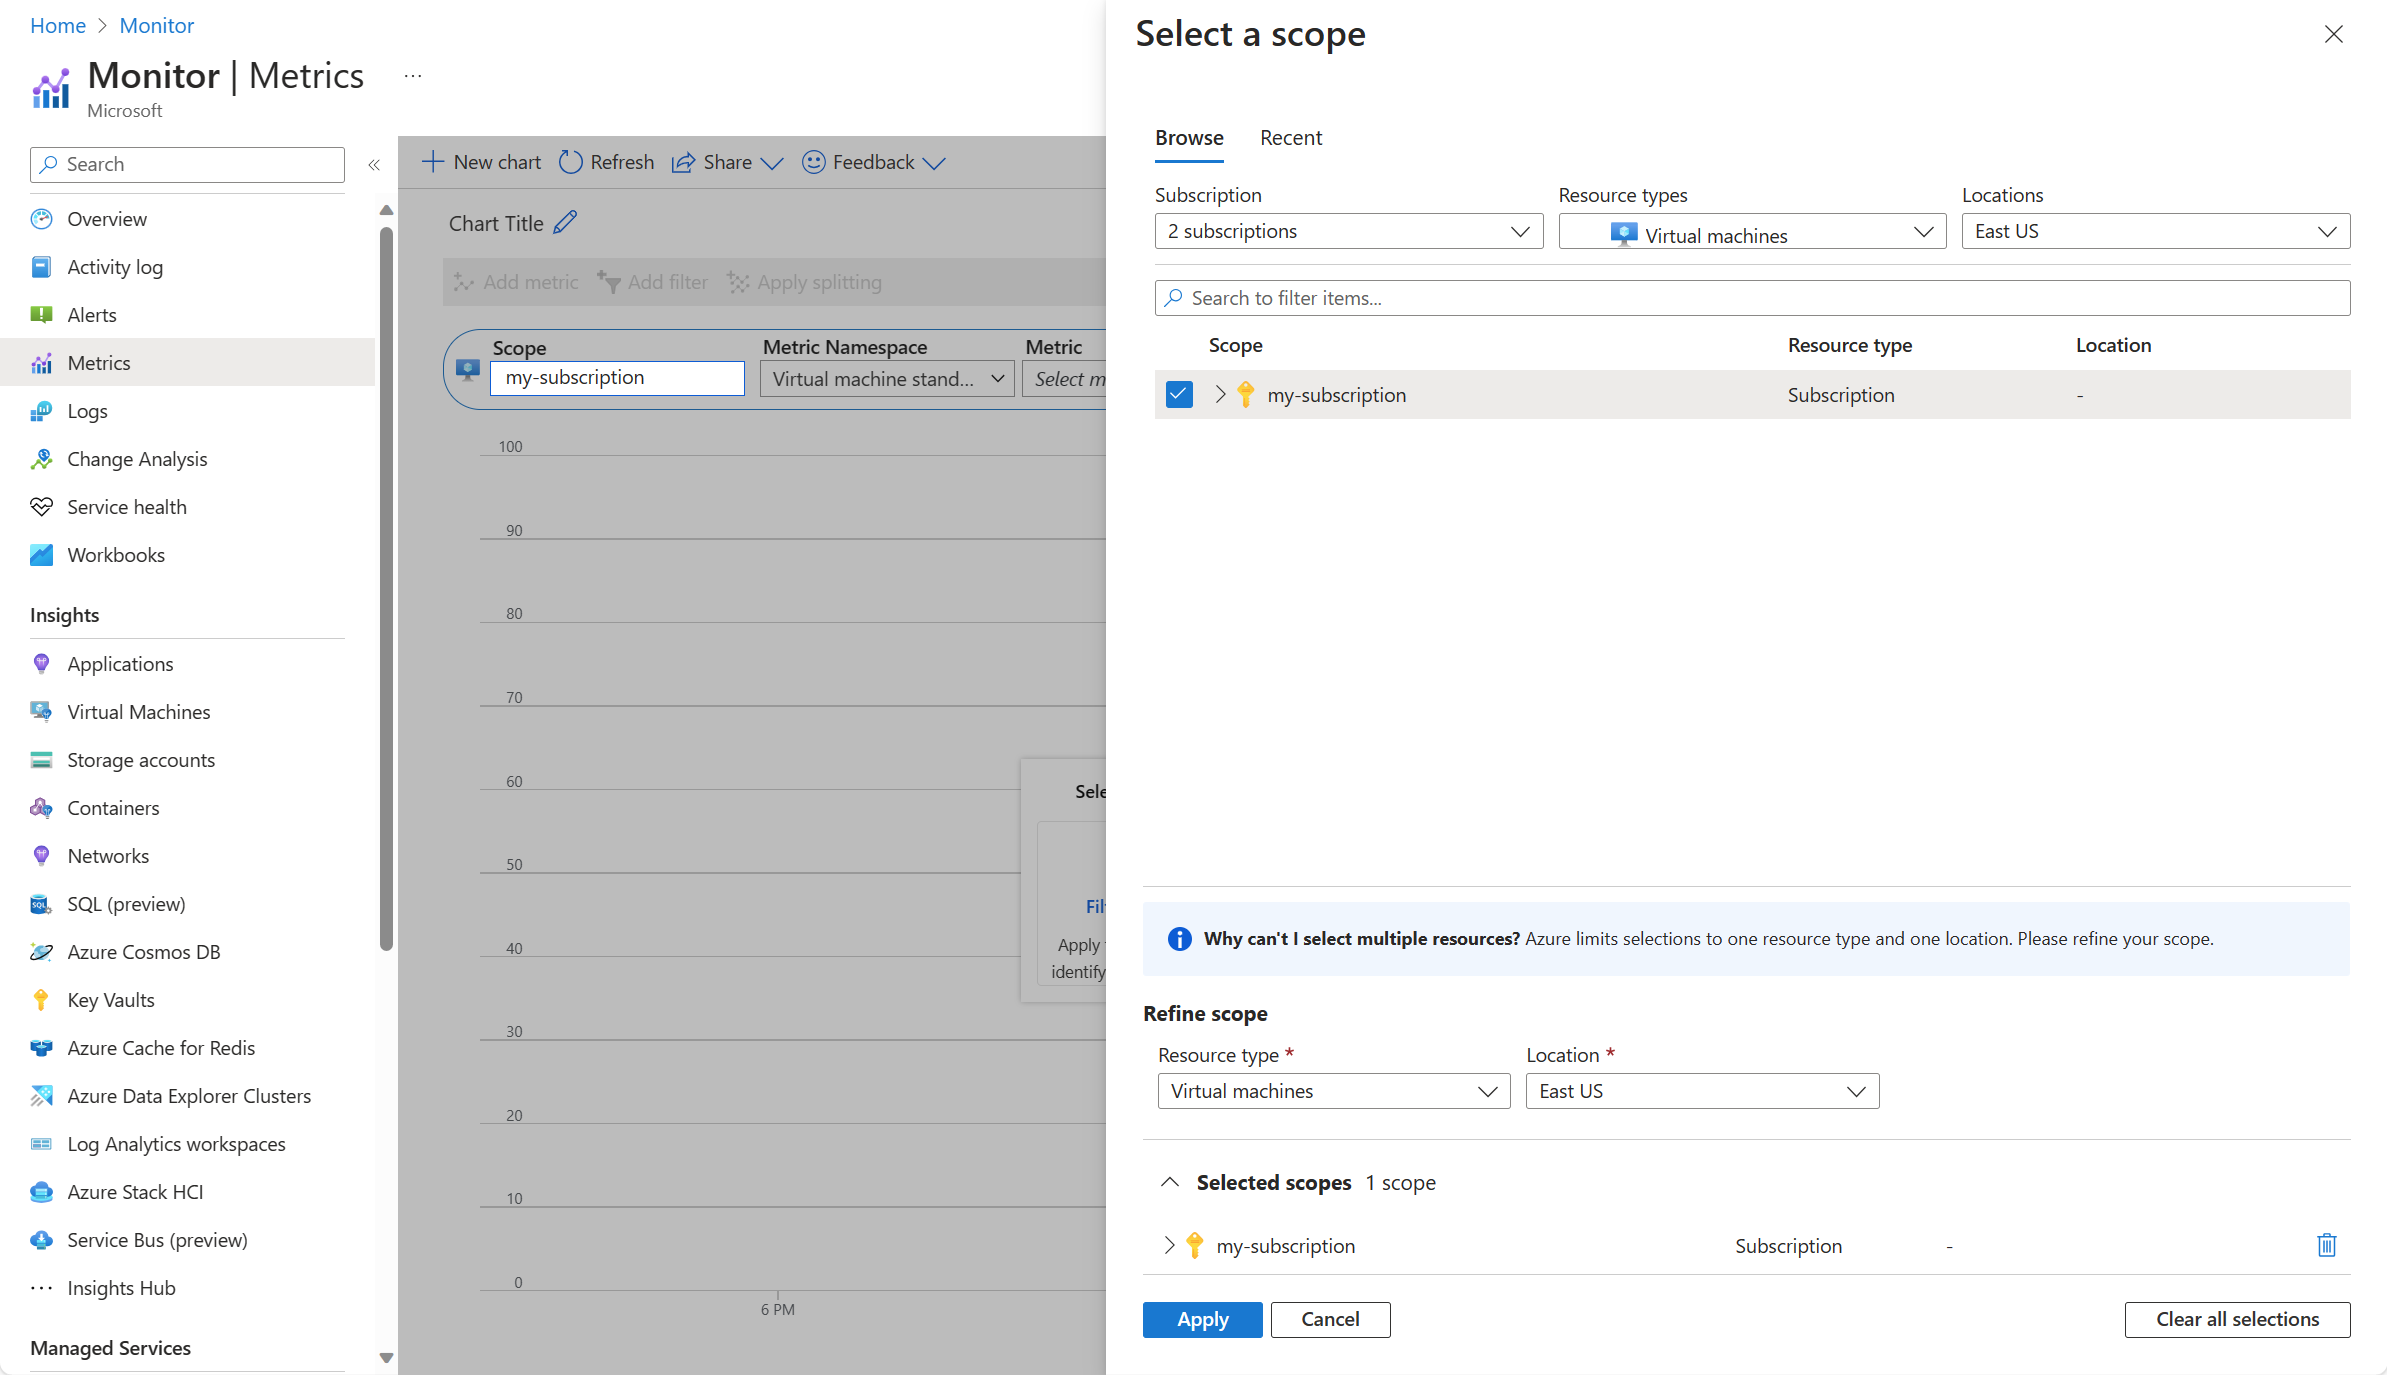 Home > Monitor
Monitor | Metrics ...
Microsoft
Search
Overview
Activity log
Alerts
Metrics
Logs
Change Analysis
Service health
Workbooks
Insights
Applications
Virtual Machines
Storage accounts
Containers
Networks
SQL (preview)
Azure Cosmos DB
Key Vaults
Azure Cache for Redis
Azure Data Explorer Clusters
Log Analytics workspaces
Azure Stack HCI
Service Bus (preview)
Insights Hub
Managed Services
New chart Refresh Share Feedback
Chart Title
Add metric Add filter Apply splitting
Scope Metric Namespace Metric
my-subscription Virtual machine stand... Select m
100
90
80
70
60
50
40
30
20
10
0
6 PM
Sele
Fil
Apply
identify
Select a scope
Browse Recent
Subscription Resource types Locations
2 subscriptions Virtual machines East US
Search to filter items...
Scope Resource type Location
my-subscription Subscription -
Why can't I select multiple resources? Azure limits selections to one resource type and one location. Please refine your scope.
Refine scope
Resource type * Location *
Virtual machines East US
Selected scopes 1 scope
my-subscription Subscription -
Apply Cancel Clear all selections